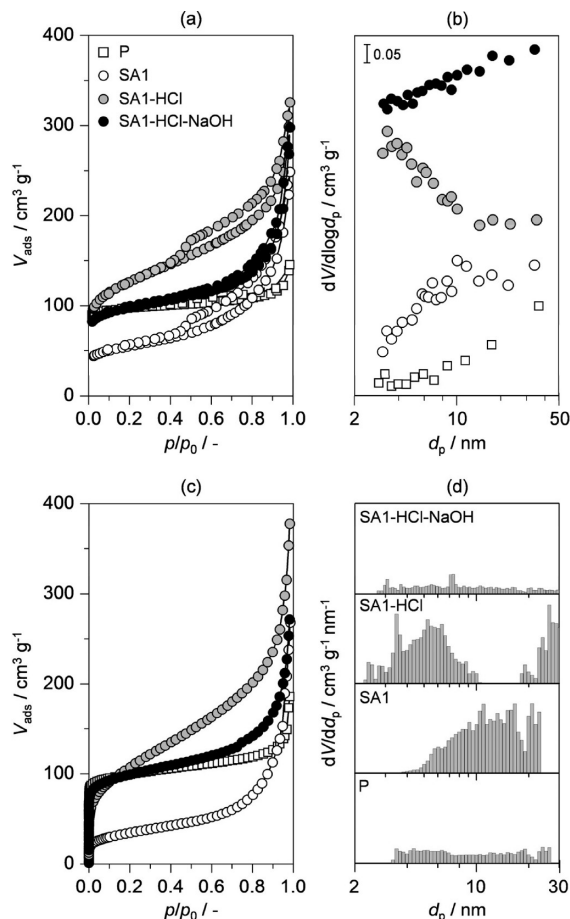 (a)
(b)
P
SA1
SA1-HCl
SA1-HCl-NaOH
400
300
200
100
0
V_ads / cm³ g⁻¹
0.0 0.2 0.4 0.6 0.8 1.0
p/p₀ / -
0.05
dV/dlogd_p / cm³ g⁻¹
2 10 50
d_p / nm
(c)
(d)
400
300
200
100
0
V_ads / cm³ g⁻¹
0.0 0.2 0.4 0.6 0.8 1.0
p/p₀ / -
SA1-HCl-NaOH
SA1-HCl
SA1
P
dV/dd_p / cm³ g⁻¹ nm⁻¹
2 10 30
d_p / nm